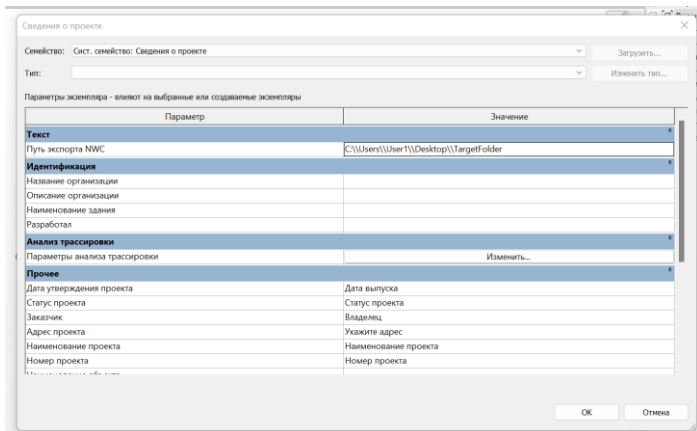 Сведения о проекте
Семейство: Сист. семейство: Сведения о проекте Загрузить...
Тип: Изменить тип...
Параметры экземпляра - влияют на выбранные или создаваемые экземпляры
Параметр Значение
Текст
Путь экспорта NWC C:\\Users\\User1\\Desktop\\TargetFolder
Идентификация
Название организации
Описание организации
Наименование здания
Разработал
Анализ трассировки
Параметры анализа трассировки Изменить...
Прочее
Дата утверждения проекта Дата выпуска
Статус проекта Статус проекта
Заказчик Владелец
Адрес проекта Укажите адрес
Наименование проекта Наименование проекта
Номер проекта Номер проекта
OK Отмена